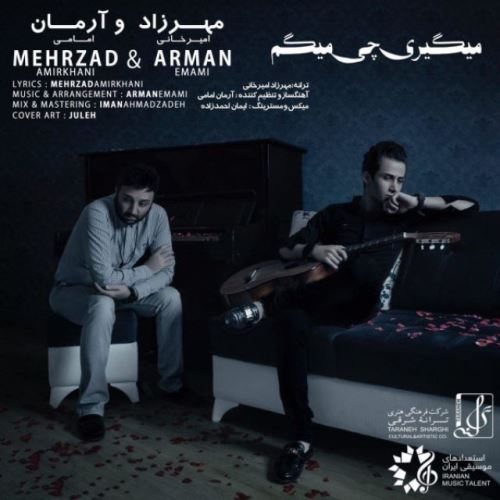 مهرزاد و آرمان
امیرخانی امامی
MEHRZAD & ARMAN
AMIRKHANI EMAMI
LYRICS : MEHRZADAMIRKHANI
MUSIC & ARRANGEMENT : ARMANEMAMI
MIX & MASTERING : IMANAHMADZADEH
COVER ART : JULEH
میگیری چی میگم
ترانه : مهرزاد امیرخانی
آهنگساز و تنظیم کننده : آرمان امامی
میکس و مسترینگ : ایمان احمدزاده
شرکت فرهنگی هنری
ترانه شرقی
TARANEH SHARGHI
CULTURAL&ARTISTIC CO.
استعدادهای
موسیقی ایران
IRANIAN
MUSIC TALENT